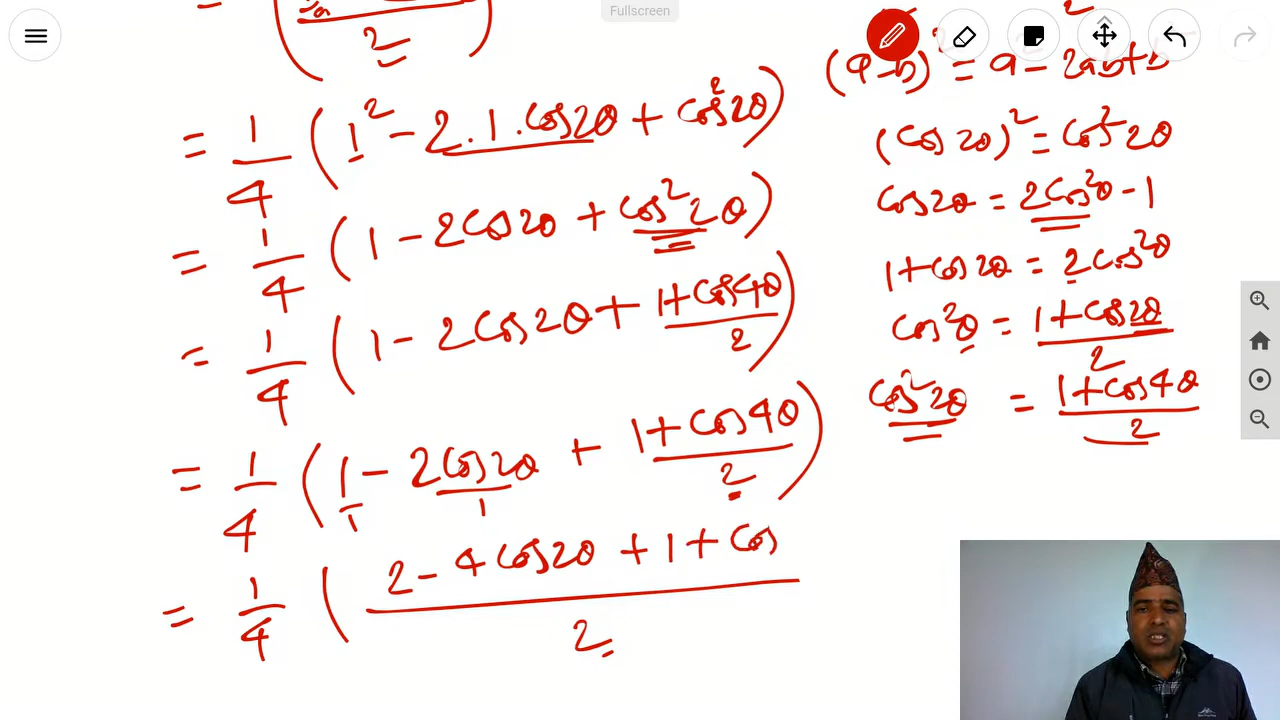 Fullscreen
= ( / 2 )
= 1/4 ( 1² - 2.1.cos2θ + cos²2θ )
= 1/4 ( 1 - 2cos2θ + cos²2θ )
= 1/4 ( 1 - 2cos2θ + (1+cos4θ)/2 )
= 1/4 ( 1/1 - 2cos2θ/1 + (1+cos4θ)/2 )
= 1/4 ( (2 - 4cos2θ + 1 + cos)/2
(a-b)² = a² - 2ab + b²
(cos2θ)² = cos²2θ
cos2θ = 2cos²θ - 1
1+cos2θ = 2cos²θ
cos²θ = (1+cos2θ)/2
cos²2θ = (1+cos4θ)/2